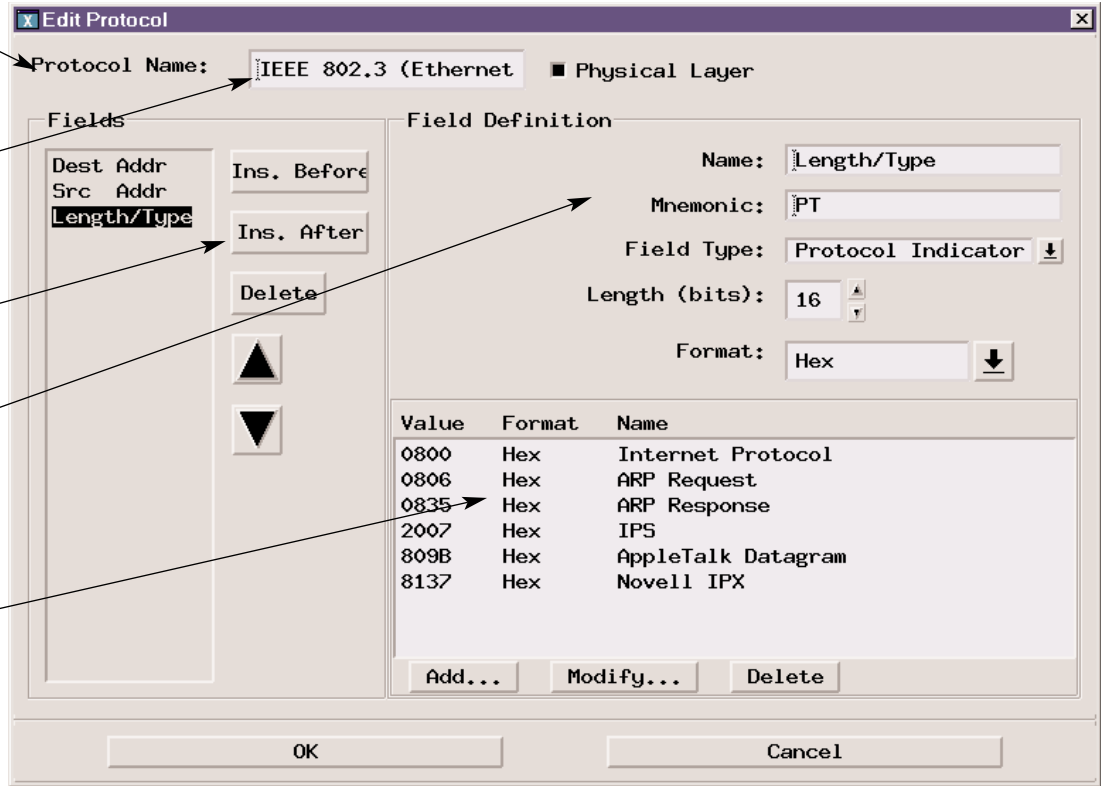 X Edit Protocol
Protocol Name: IEEE 802.3 (Ethernet Physical Layer
Fields
Dest Addr
Src Addr
Length/Type
Ins. Before
Ins. After
Delete
Field Definition
Name: Length/Type
Mnemonic: PT
Field Type: Protocol Indicator
Length (bits): 16
Format: Hex
Value Format Name
0800 Hex Internet Protocol
0806 Hex ARP Request
0835 Hex ARP Response
2007 Hex IPS
809B Hex AppleTalk Datagram
8137 Hex Novell IPX
Add... Modify... Delete
OK Cancel